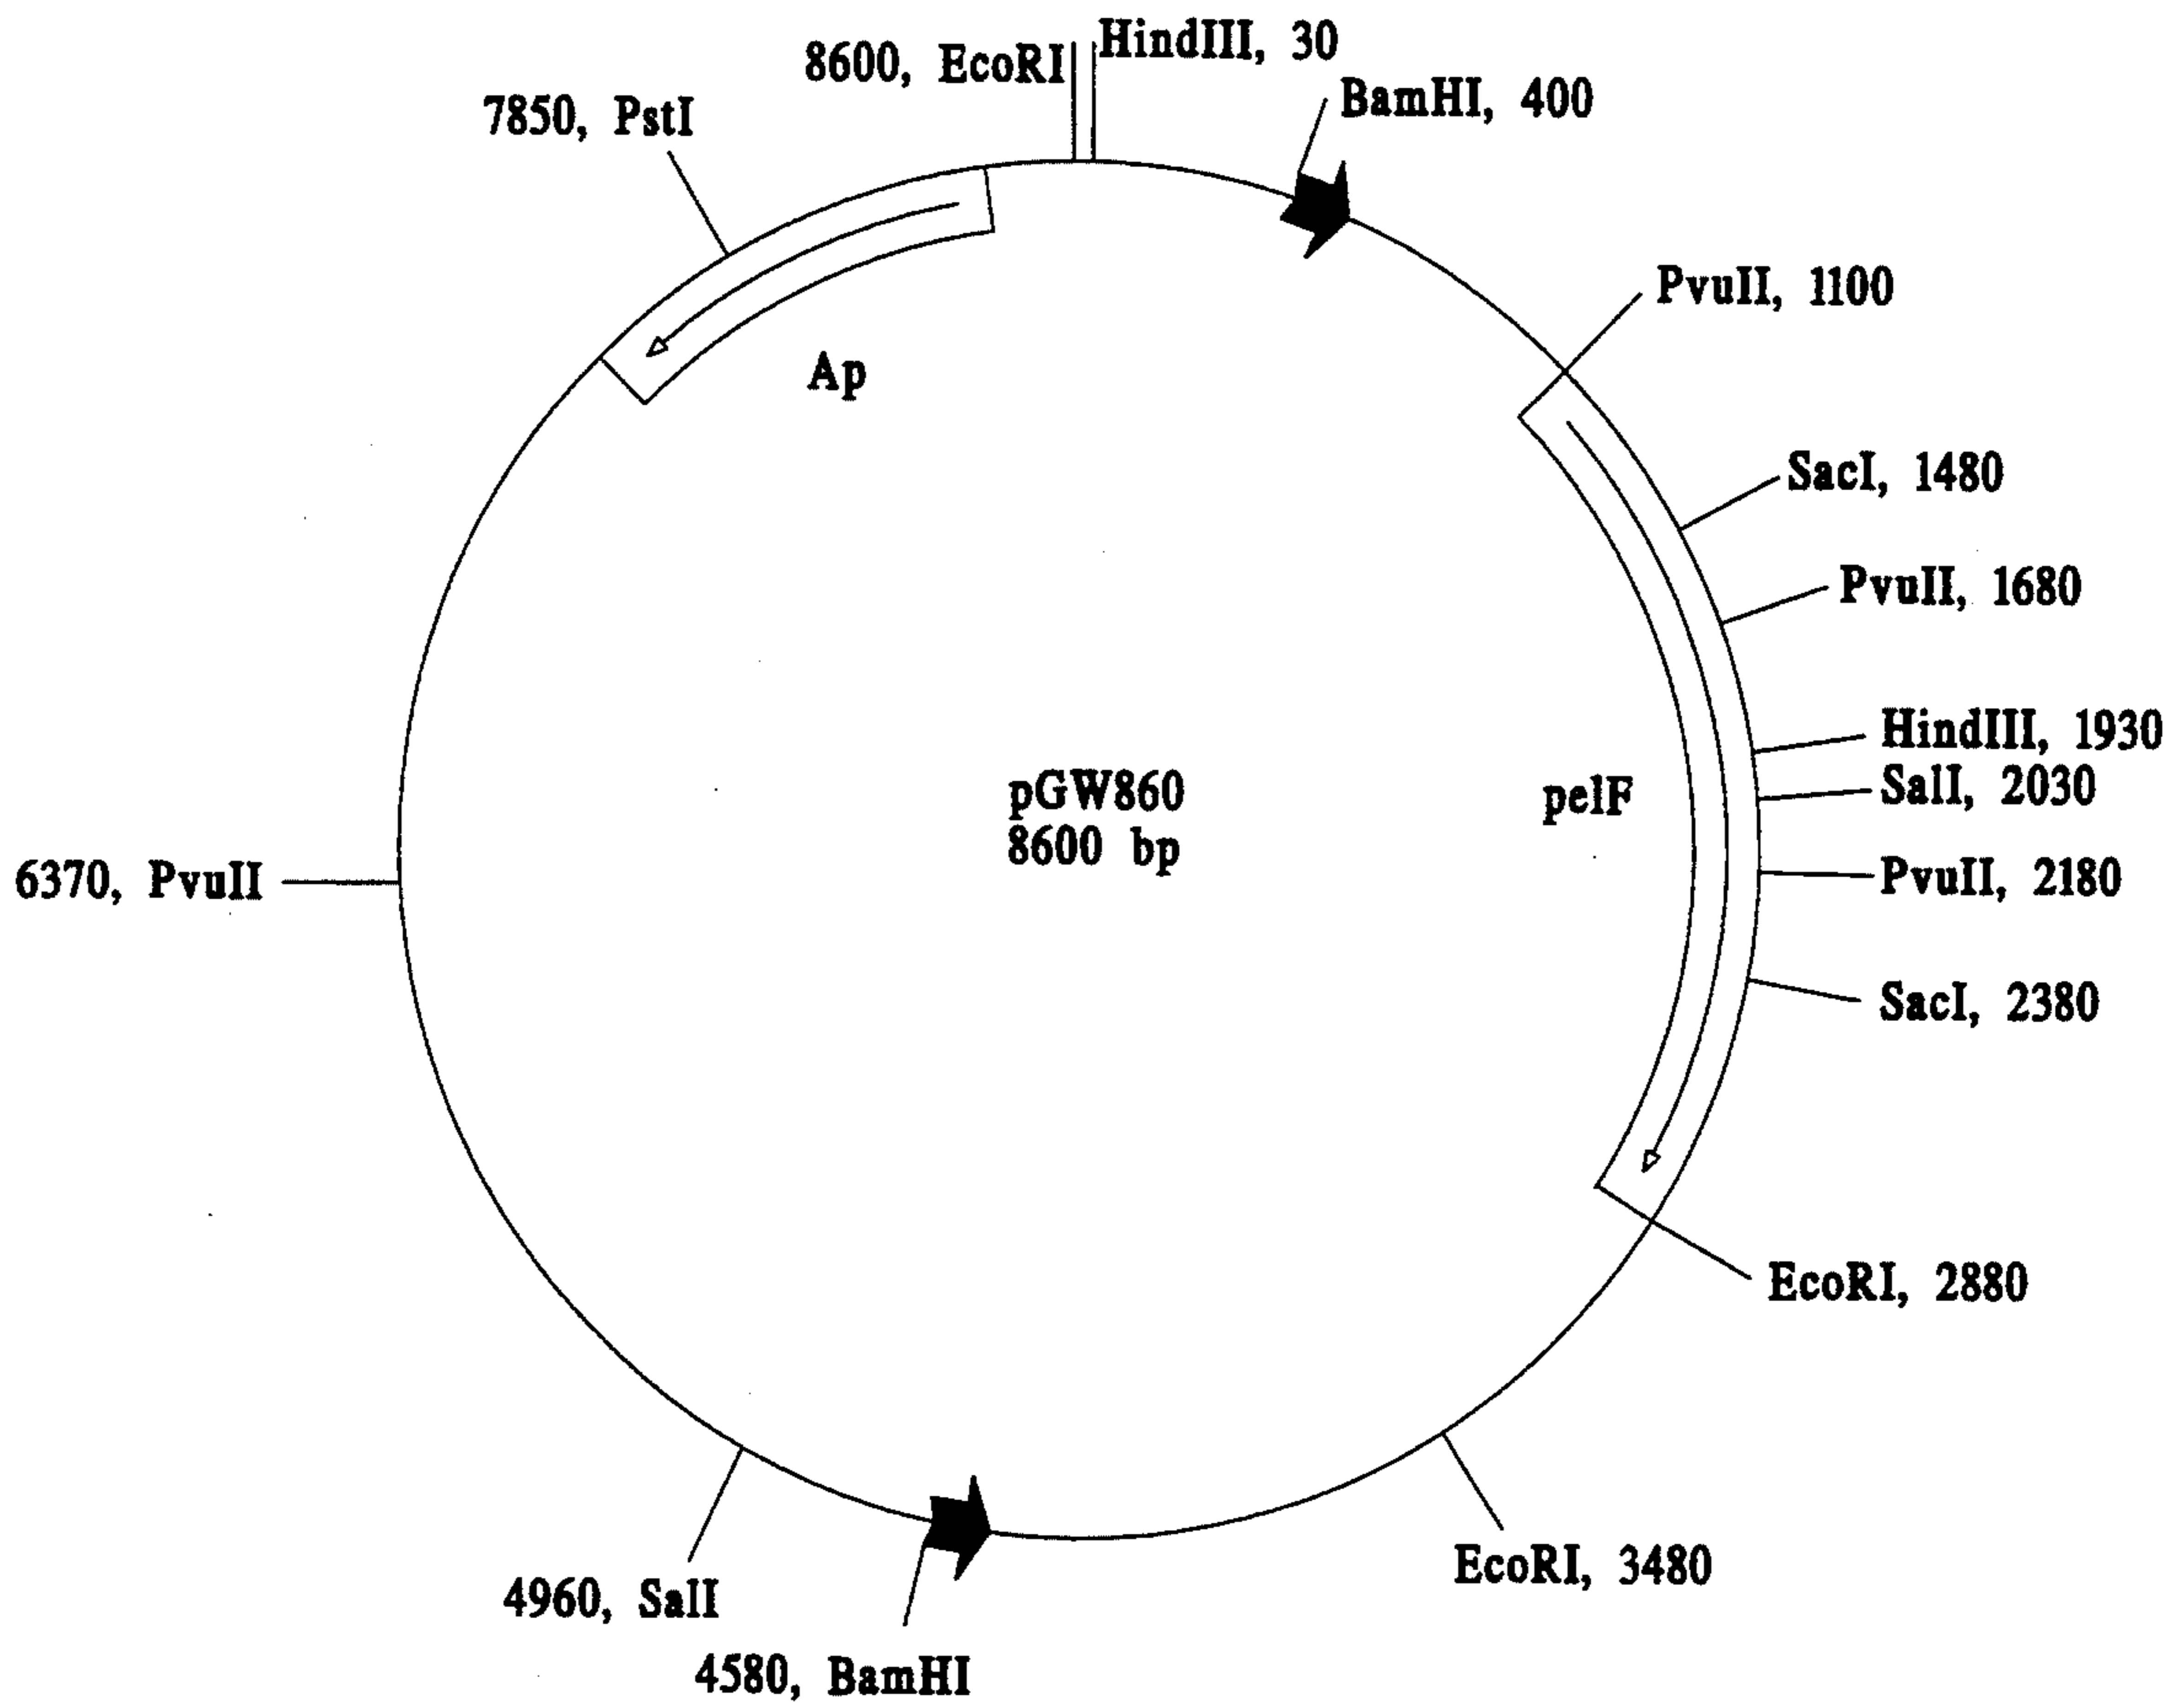 8600, EcoRI
HindIII, 30
7850, PstI
BamHI, 400
PvuII, 1100
Ap
SacI, 1480
PvuII, 1680
HindIII, 1930
pGW860
pelF
SalI, 2030
8600 bp
6370, PvuII
PvuII, 2180
SacI, 2380
EcoRI, 2880
EcoRI, 3480
4960, SalI
4580, BamHI